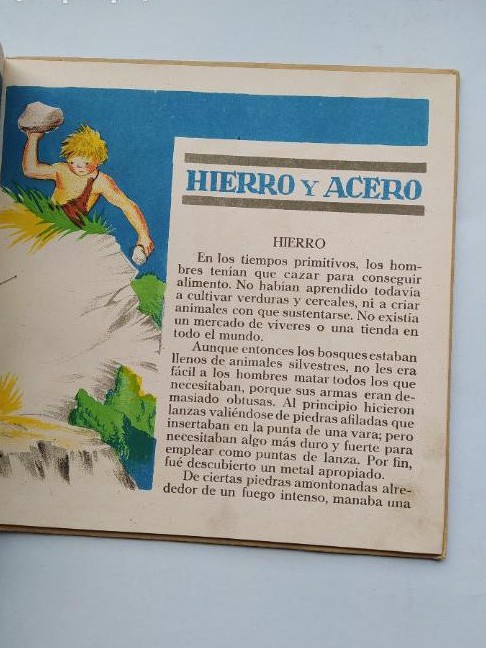 HIERRO Y ACERO
HIERRO
En los tiempos primitivos, los hom-
bres tenían que cazar para conseguir
alimento. No habían aprendido todavía
a cultivar verduras y cereales, ni a criar
animales con que sustentarse. No existía
un mercado de víveres o una tienda en
todo el mundo.
Aunque entonces los bosques estaban
llenos de animales silvestres, no les era
fácil a los hombres matar todos los que
necesitaban, porque sus armas eran de-
masiado obtusas. Al principio hicieron
lanzas valiéndose de piedras afiladas que
insertaban en la punta de una vara; pero
necesitaban algo más duro y fuerte para
emplear como puntas de lanza. Por fin,
fué descubierto un metal apropiado.
De ciertas piedras amontonadas alre-
dedor de un fuego intenso, manaba una